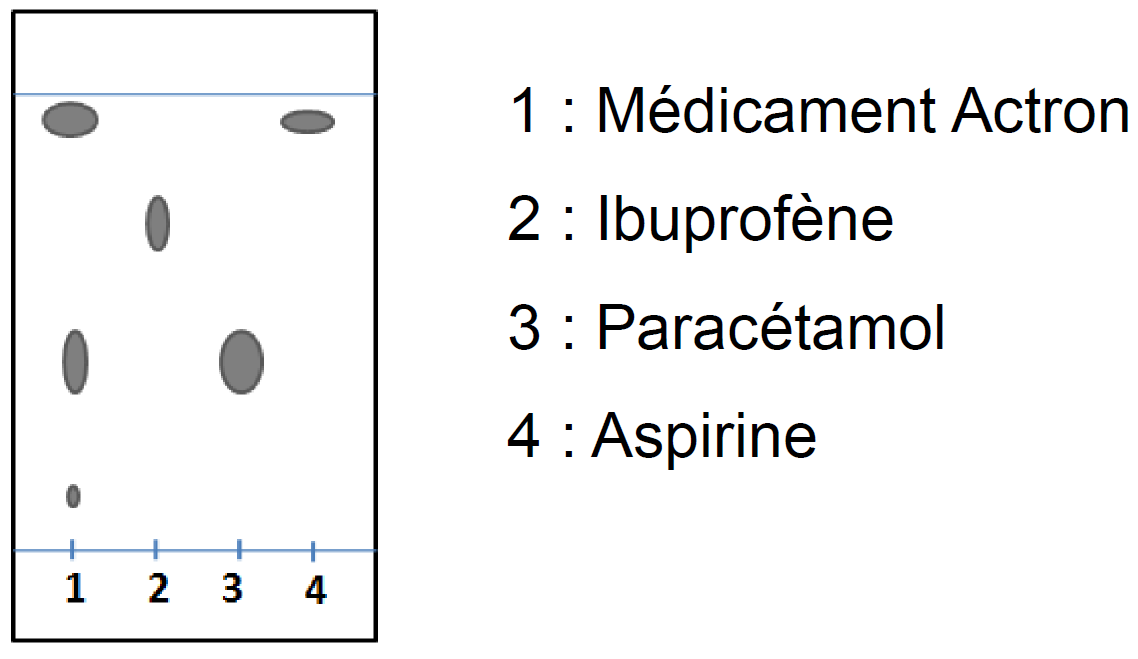 1 : Médicament Actron
2 : Ibuprofène
3 : Paracétamol
4 : Aspirine
1 2 3 4